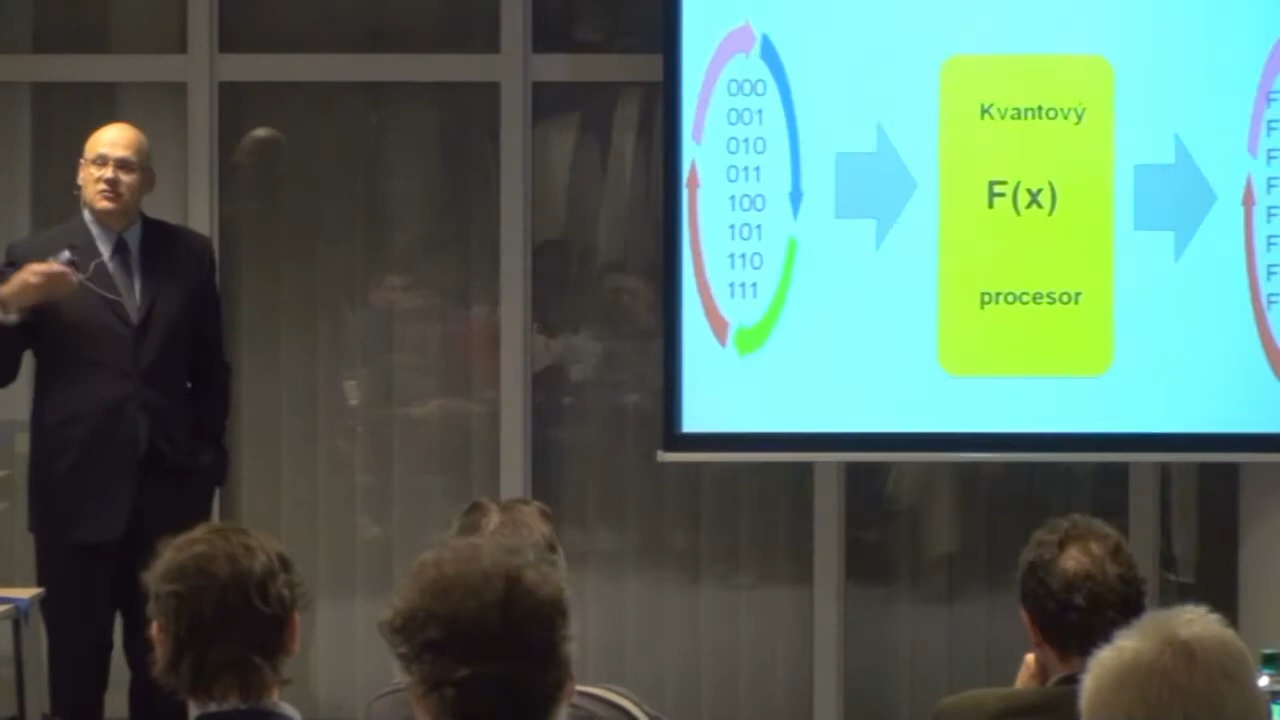 000
001
010
011
100
101
110
111
Kvantový
F(x)
procesor
F
F
F
F
F
F
F
F